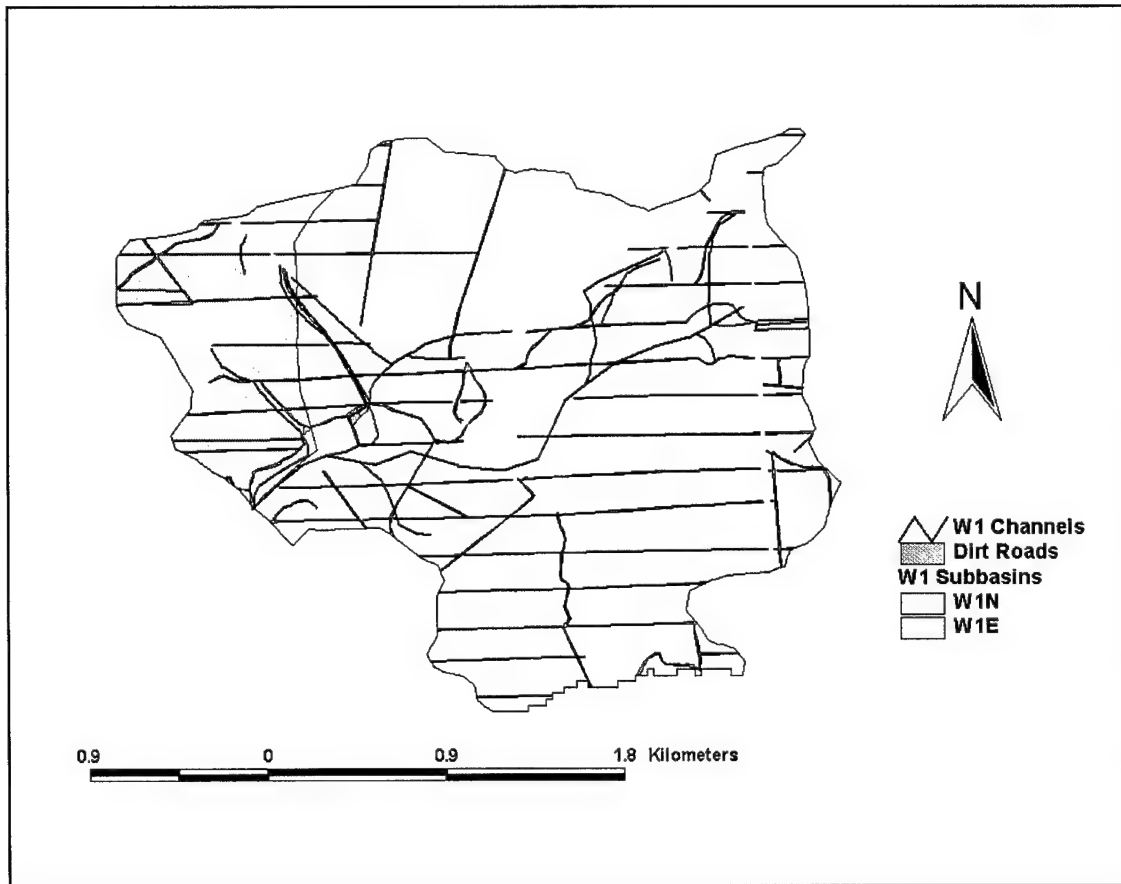 N
W1 Channels
Dirt Roads
W1 Subbasins
W1N
W1E
0.9 0 0.9 1.8 Kilometers